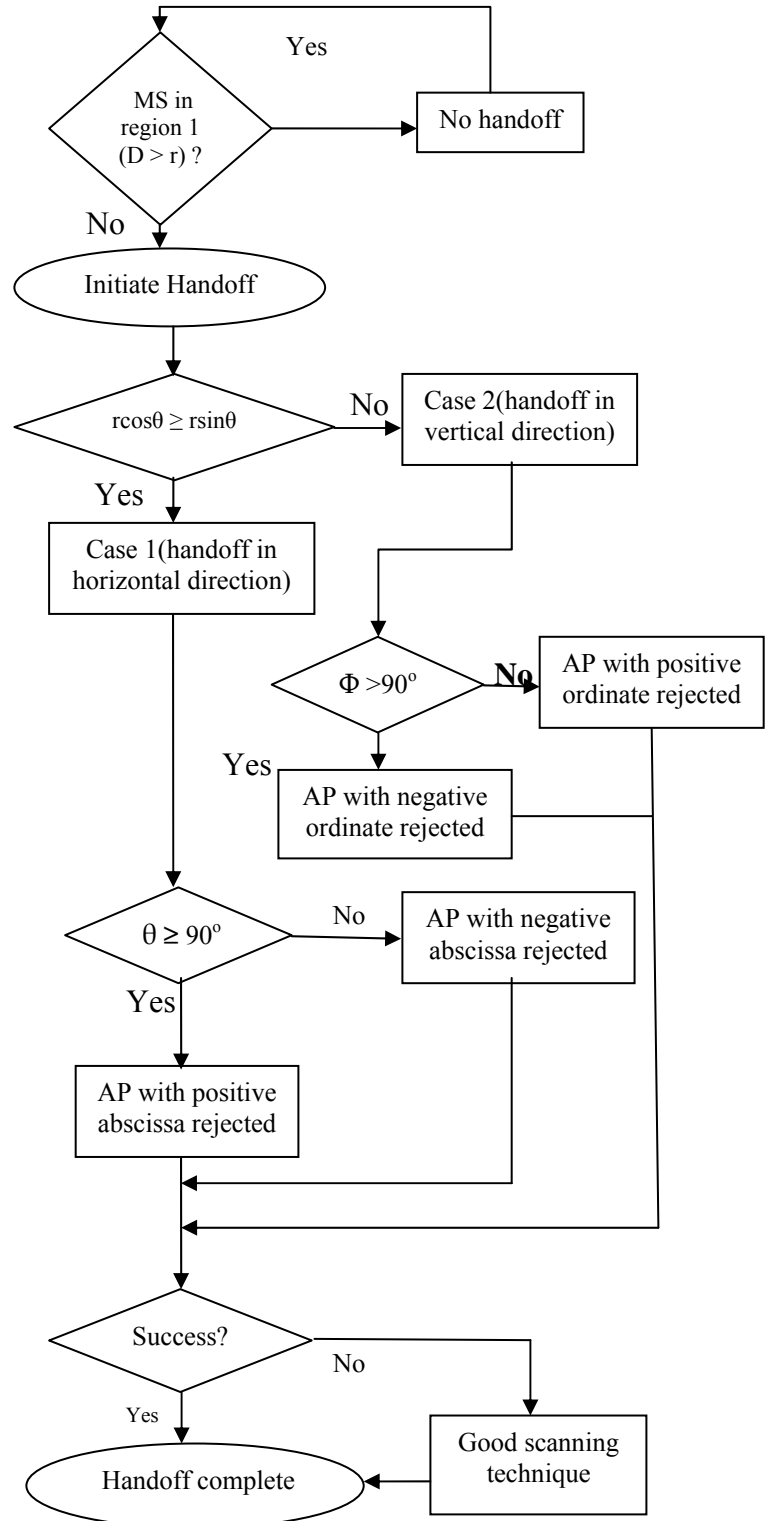 Yes
MS in
region 1
(D > r) ?
No handoff
No
Initiate Handoff
rcosθ ≥ rsinθ
No
Case 2(handoff in
vertical direction)
Yes
Case 1(handoff in
horizontal direction)
Φ >90°
No
AP with positive
ordinate rejected
Yes
AP with negative
ordinate rejected
θ ≥ 90°
No
AP with negative
abscissa rejected
Yes
AP with positive
abscissa rejected
Success?
No
Yes
Good scanning
technique
Handoff complete